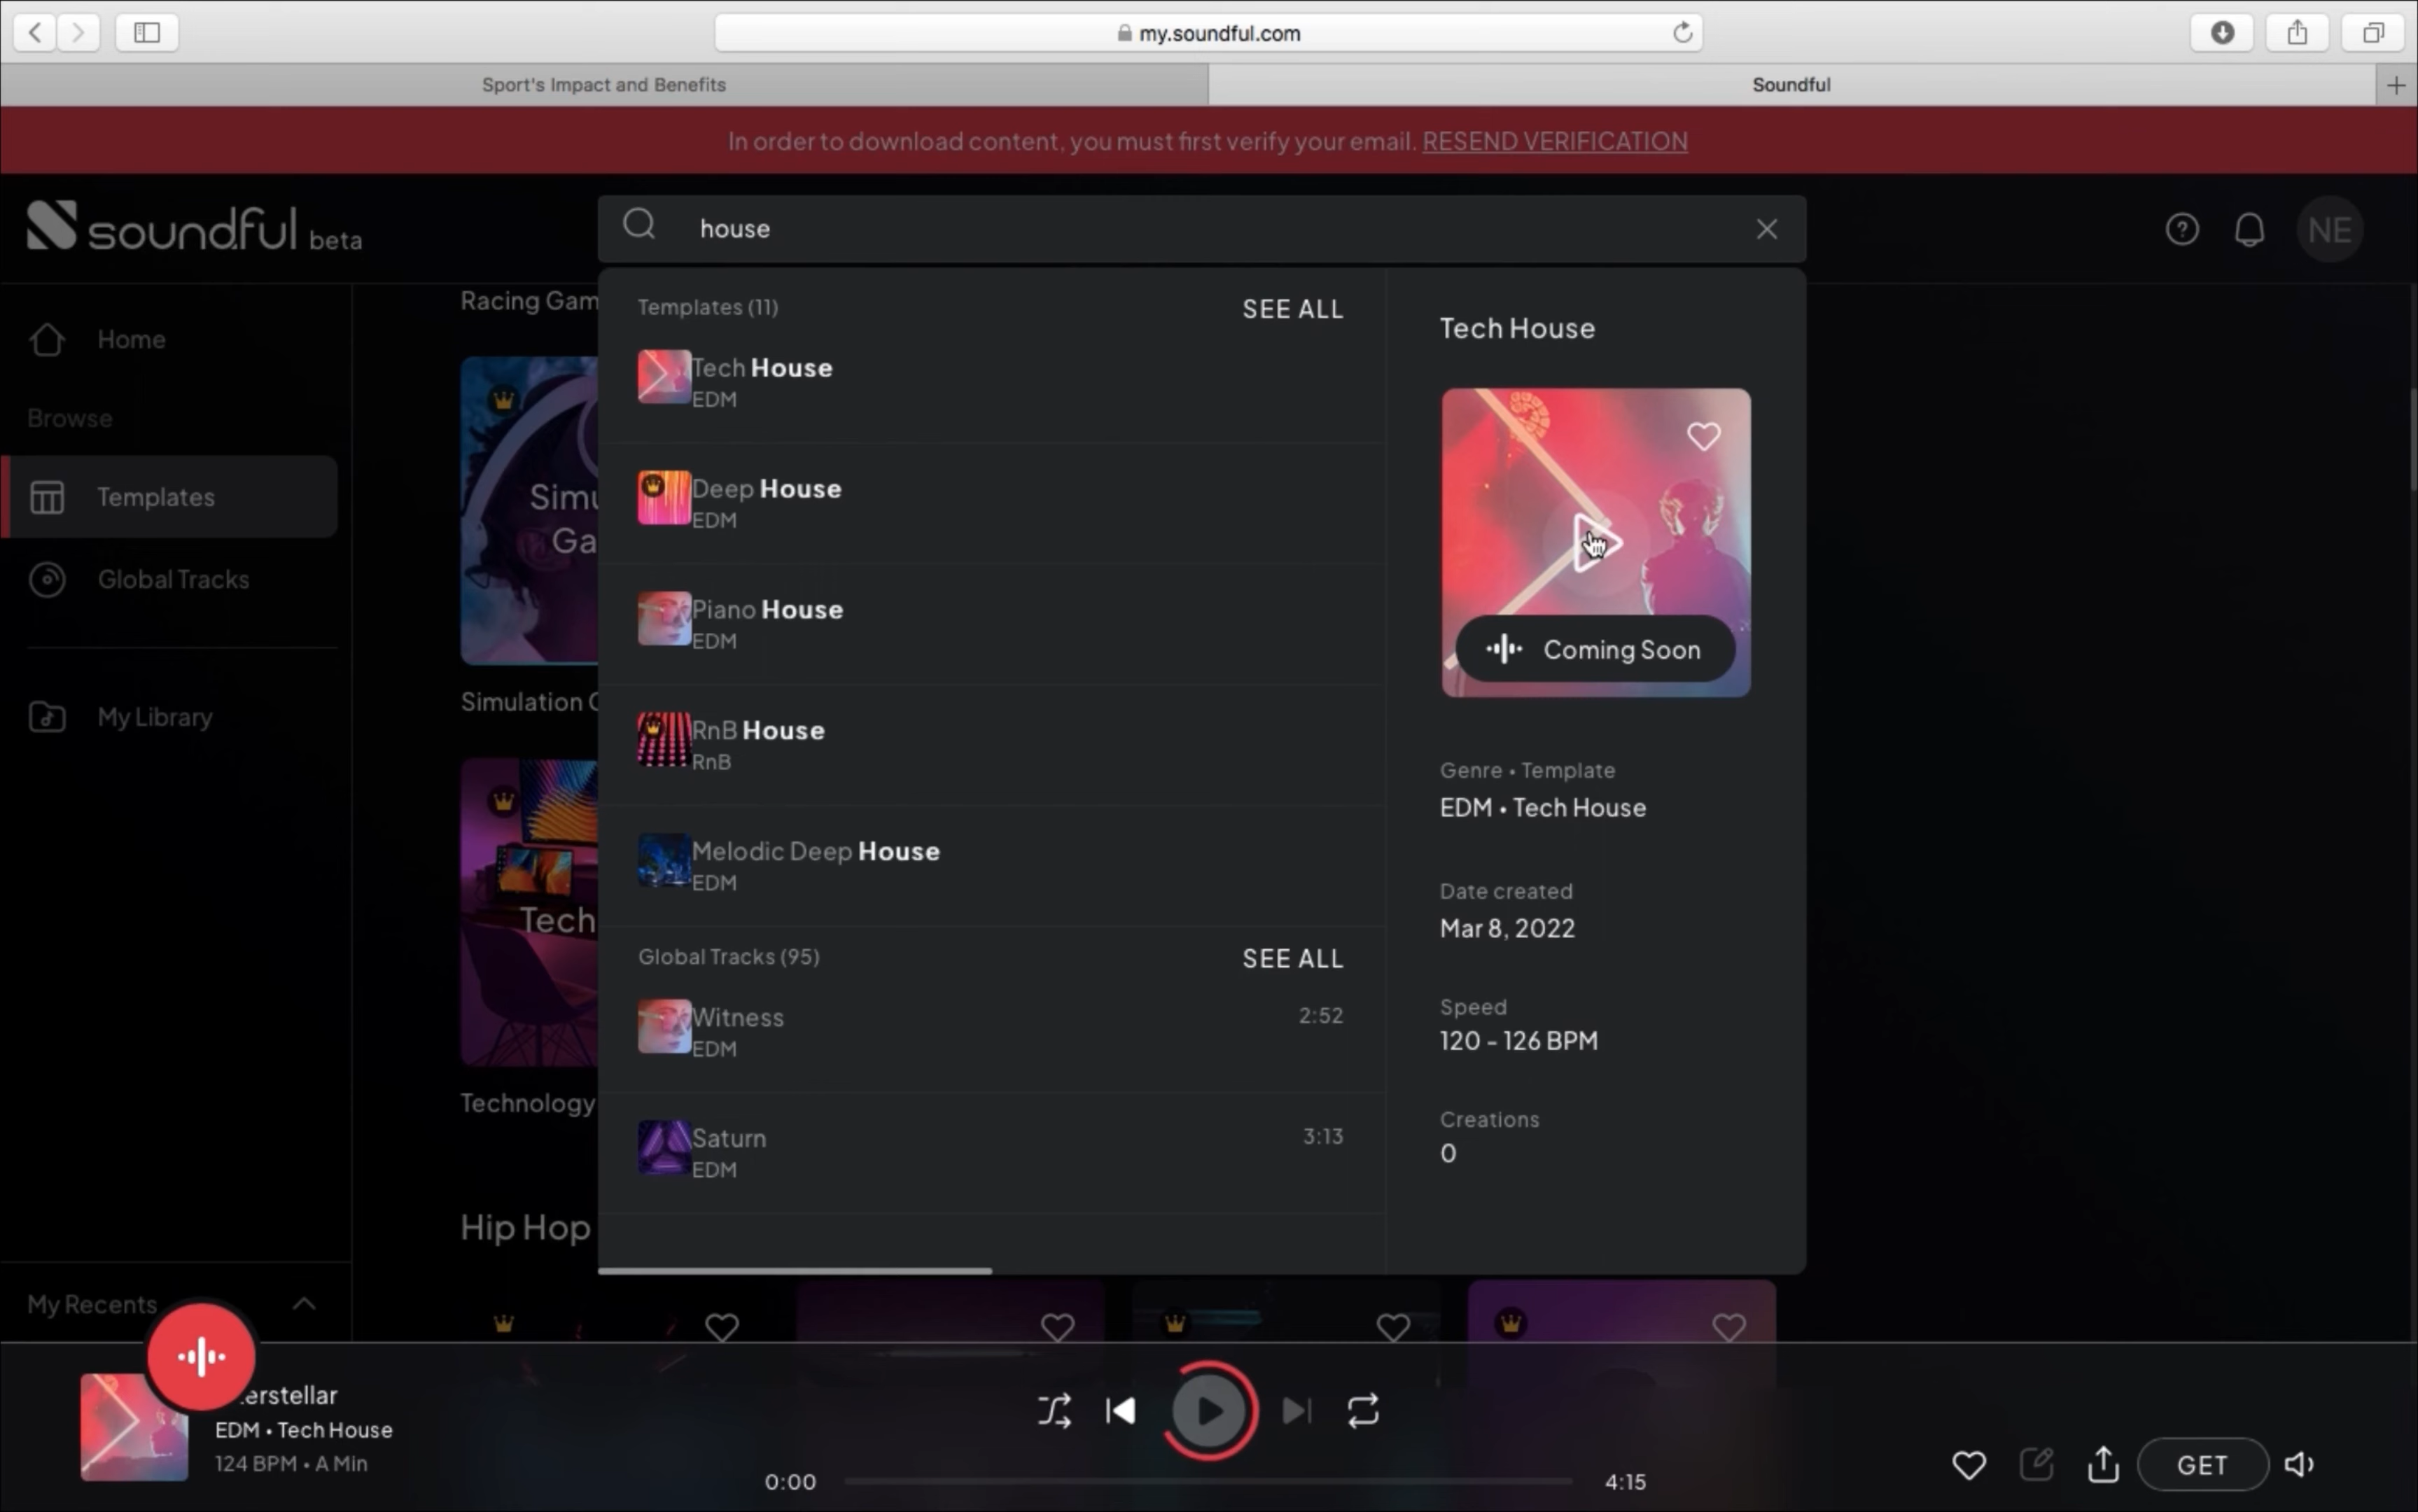 my.soundful.com
Sport's Impact and Benefits
Soundful
In order to download content, you must first verify your email. RESEND VERIFICATION
soundful beta
house
NE
Home
Browse
Templates
Global Tracks
My Library
My Recents
Racing Gam
Simu
Ga
Simulation
Tech
Technology
Hip Hop
Templates (11)
SEE ALL
Tech House
EDM
Deep House
EDM
Piano House
EDM
RnB House
RnB
Melodic Deep House
EDM
Global Tracks (95)
SEE ALL
Witness
2:52
EDM
Saturn
3:13
EDM
Tech House
Coming Soon
Genre • Template
EDM • Tech House
Date created
Mar 8, 2022
Speed
120 - 126 BPM
Creations
0
erstellar
EDM • Tech House
124 BPM • A Min
0:00
4:15
GET